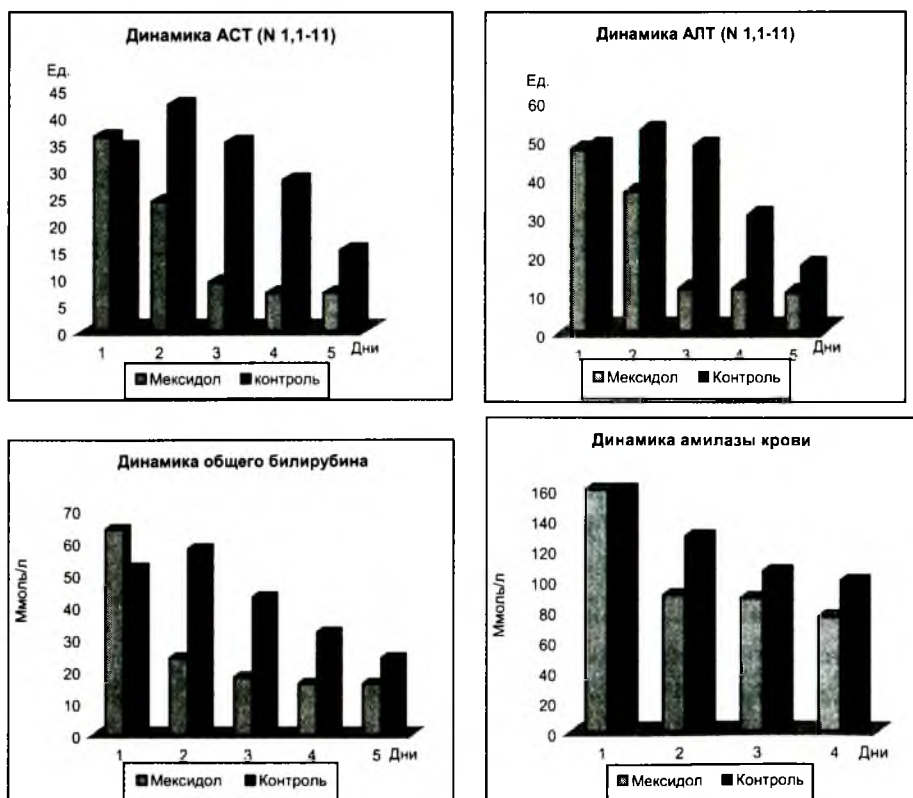 Динамика АСТ (N 1,1-11)
Ед.
45
40
35
30
25
20
15
10
5
0
1 2 3 4 5 Дни
Мексидол контроль
Динамика АЛТ (N 1,1-11)
Ед.
60
50
40
30
20
10
0
1 2 3 4 5 Дни
Мексидол Контроль
Динамика общего билирубина
Ммоль/л
70
60
50
40
30
20
10
0
1 2 3 4 5 Дни
Мексидол Контроль
Динамика амилазы крови
Ммоль/л
160
140
120
100
80
60
40
20
0
1 2 3 4 Дни
Мексидол Контроль